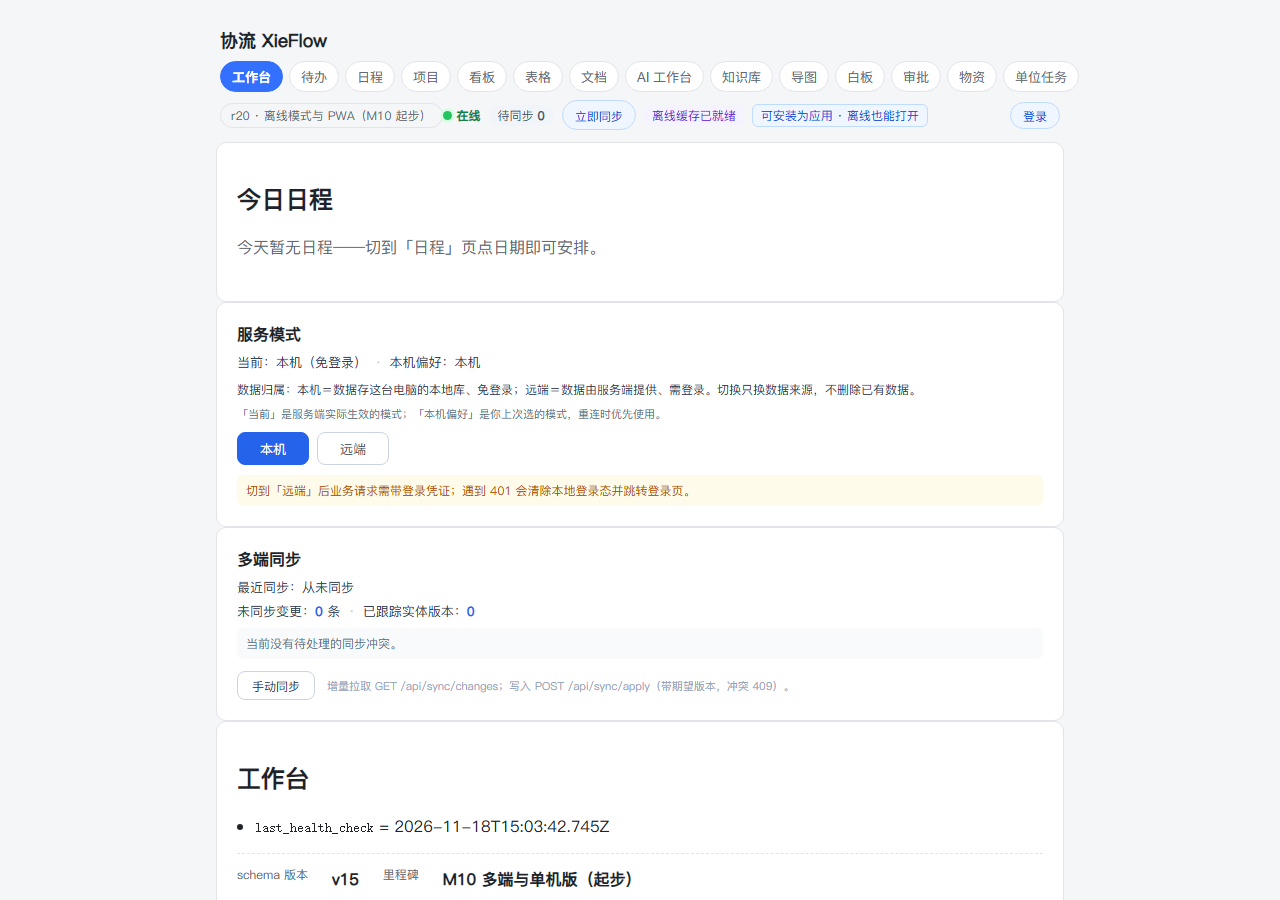 协流 XieFlow
工作台 待办 日程 项目 看板 表格 文档 AI 工作台 知识库 导图 白板 审批 物资 单位任务
r20 · 离线模式与 PWA（M10 起步） 在线 待同步 0 立即同步 离线缓存已就绪 可安装为应用 · 离线也能打开 登录
今日日程
今天暂无日程——切到「日程」页点日期即可安排。
服务模式
当前：本机（免登录） · 本机偏好：本机
数据归属：本机＝数据存这台电脑的本地库、免登录；远端＝数据由服务端提供、需登录。切换只换数据来源，不删除已有数据。
「当前」是服务端实际生效的模式；「本机偏好」是你上次选的模式，重连时优先使用。
本机 远端
切到「远端」后业务请求需带登录凭证；遇到 401 会清除本地登录态并跳转登录页。
多端同步
最近同步：从未同步
未同步变更：0 条 · 已跟踪实体版本：0
当前没有待处理的同步冲突。
手动同步 增量拉取 GET /api/sync/changes；写入 POST /api/sync/apply（带期望版本，冲突 409）。
工作台
last_health_check = 2026-11-18T15:03:42.745Z
schema 版本 v15 里程碑 M10 多端与单机版（起步）